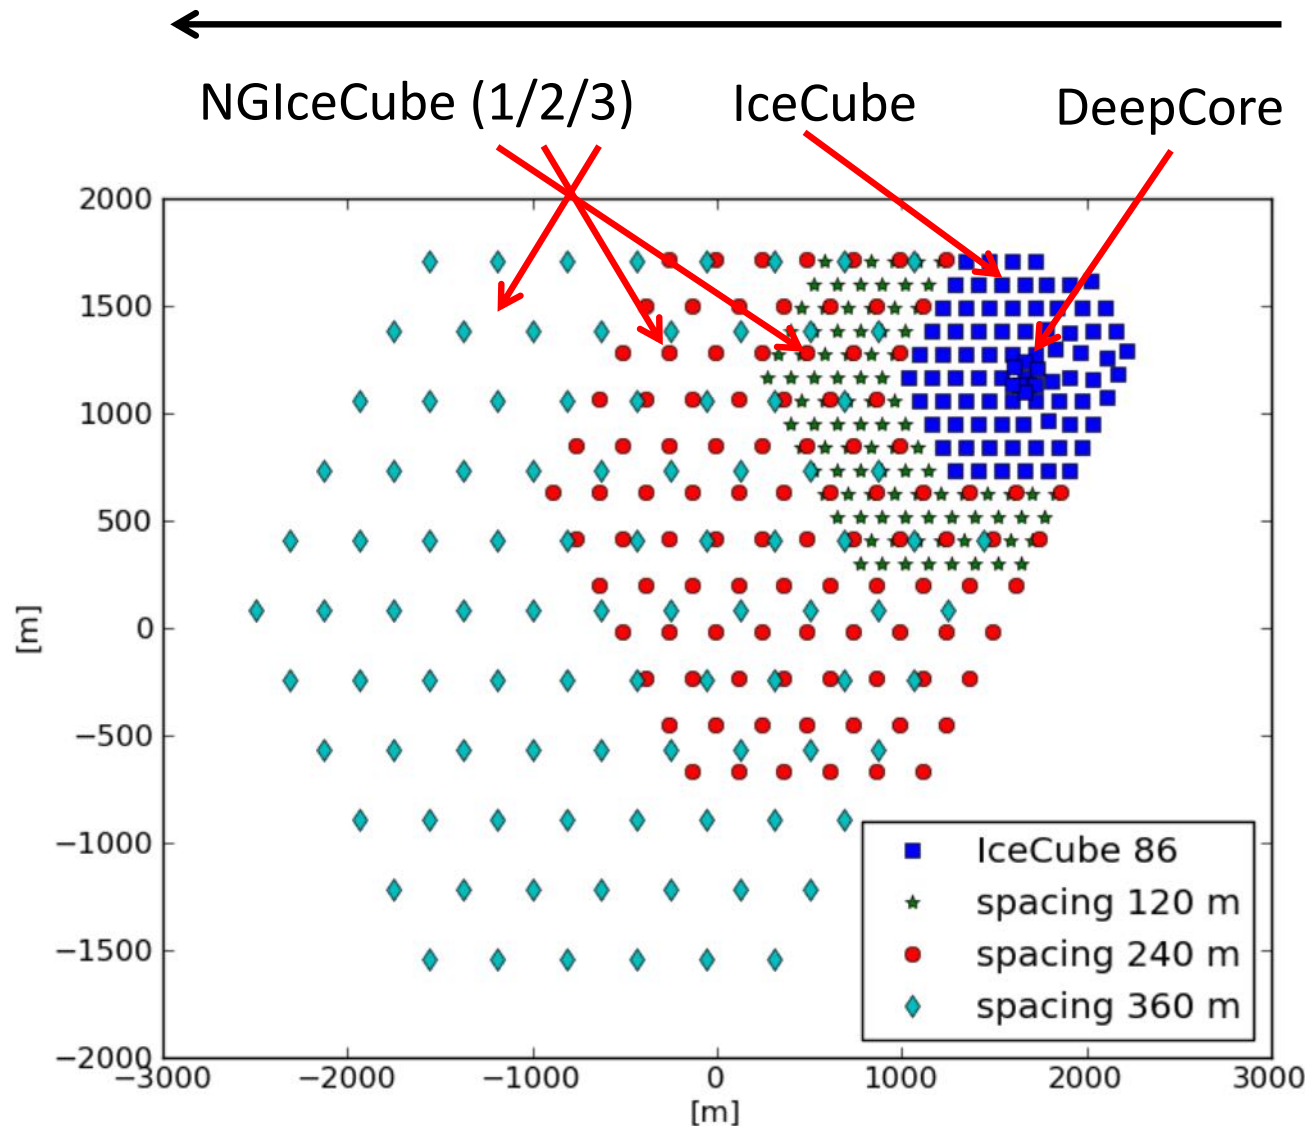 NGIceCube (1/2/3) IceCube DeepCore
2000
1500
1000
500
0
−500
−1000
−1500
−2000
[m]
IceCube 86
spacing 120 m
spacing 240 m
spacing 360 m
−3000 −2000 −1000 0 1000 2000 3000
[m]